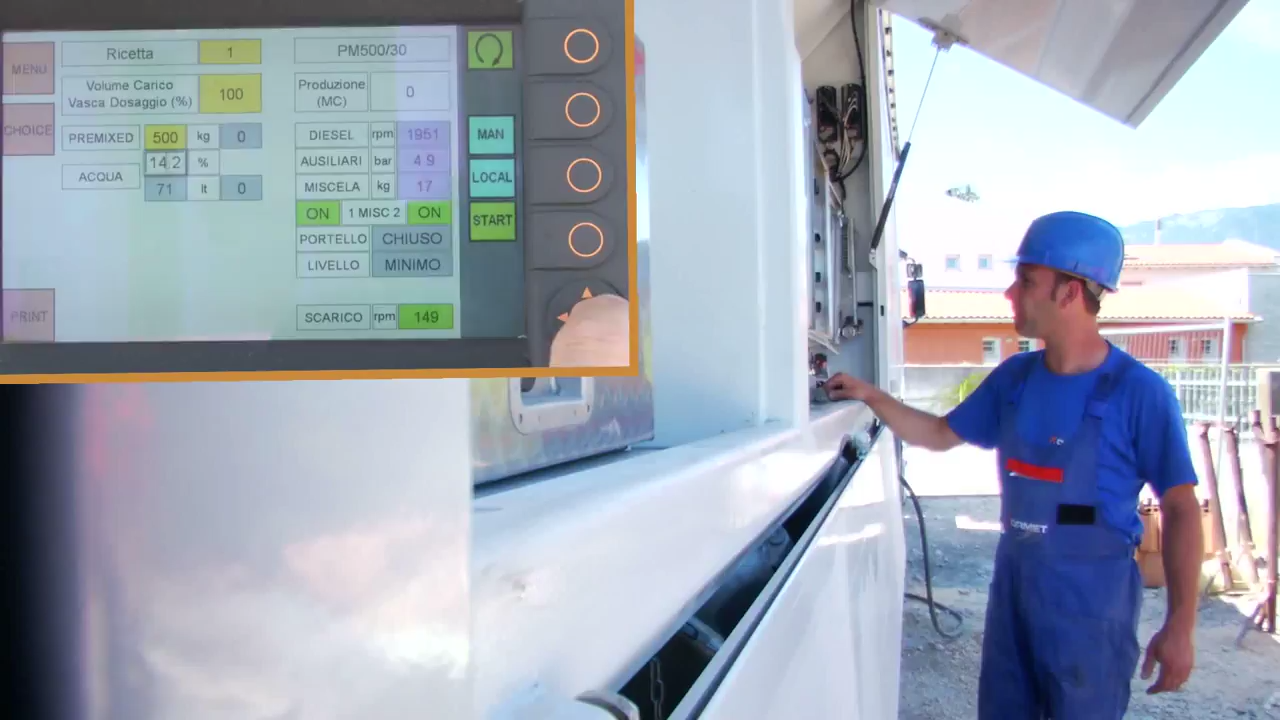 MENU
CHOICE
PRINT
Ricetta 1
Volume Carico
Vasca Dosaggio (%) 100
PREMIXED 500 kg 0
14.2 %
ACQUA
71 lt 0
PM500/30
Produzione
(MC) 0
DIESEL rpm 1951
AUSILIARI bar 4.9
MISCELA kg 17
ON 1 MISC 2 ON
PORTELLO CHIUSO
LIVELLO MINIMO
SCARICO rpm 149
MAN
LOCAL
START